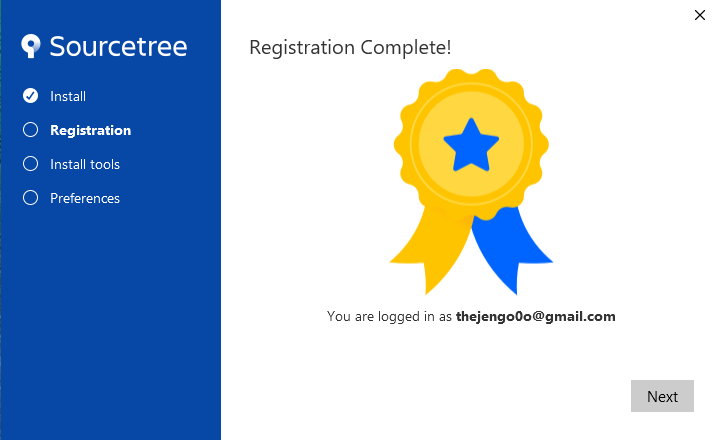 Sourcetree
Install
Registration
Install tools
Preferences
Registration Complete!
You are logged in as thejengo0o@gmail.com
Next